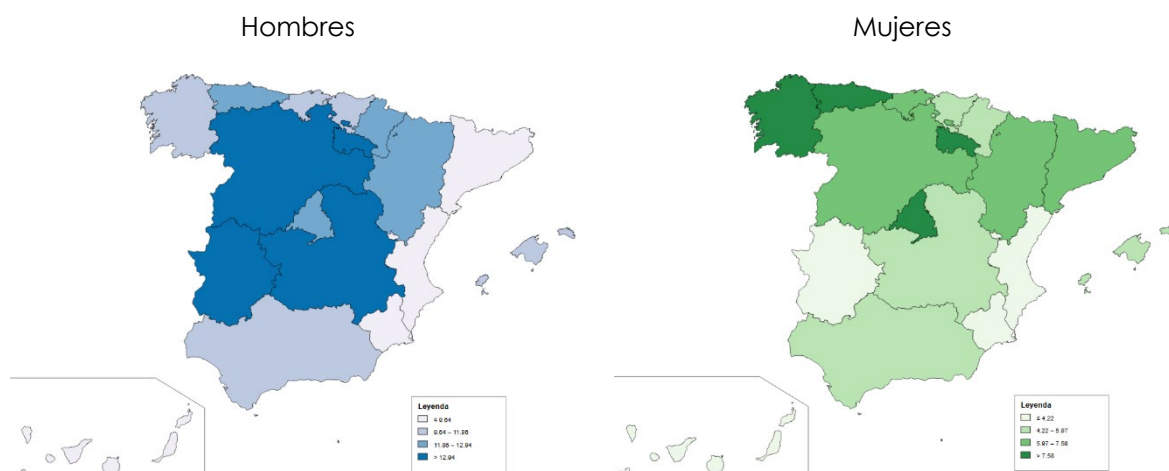 Hombres
Mujeres
Leyenda
≤ 9.64
9.64 – 11.86
11.86 – 12.94
> 12.94
Leyenda
≤ 4.22
4.22 – 5.97
5.97 – 7.58
> 7.58